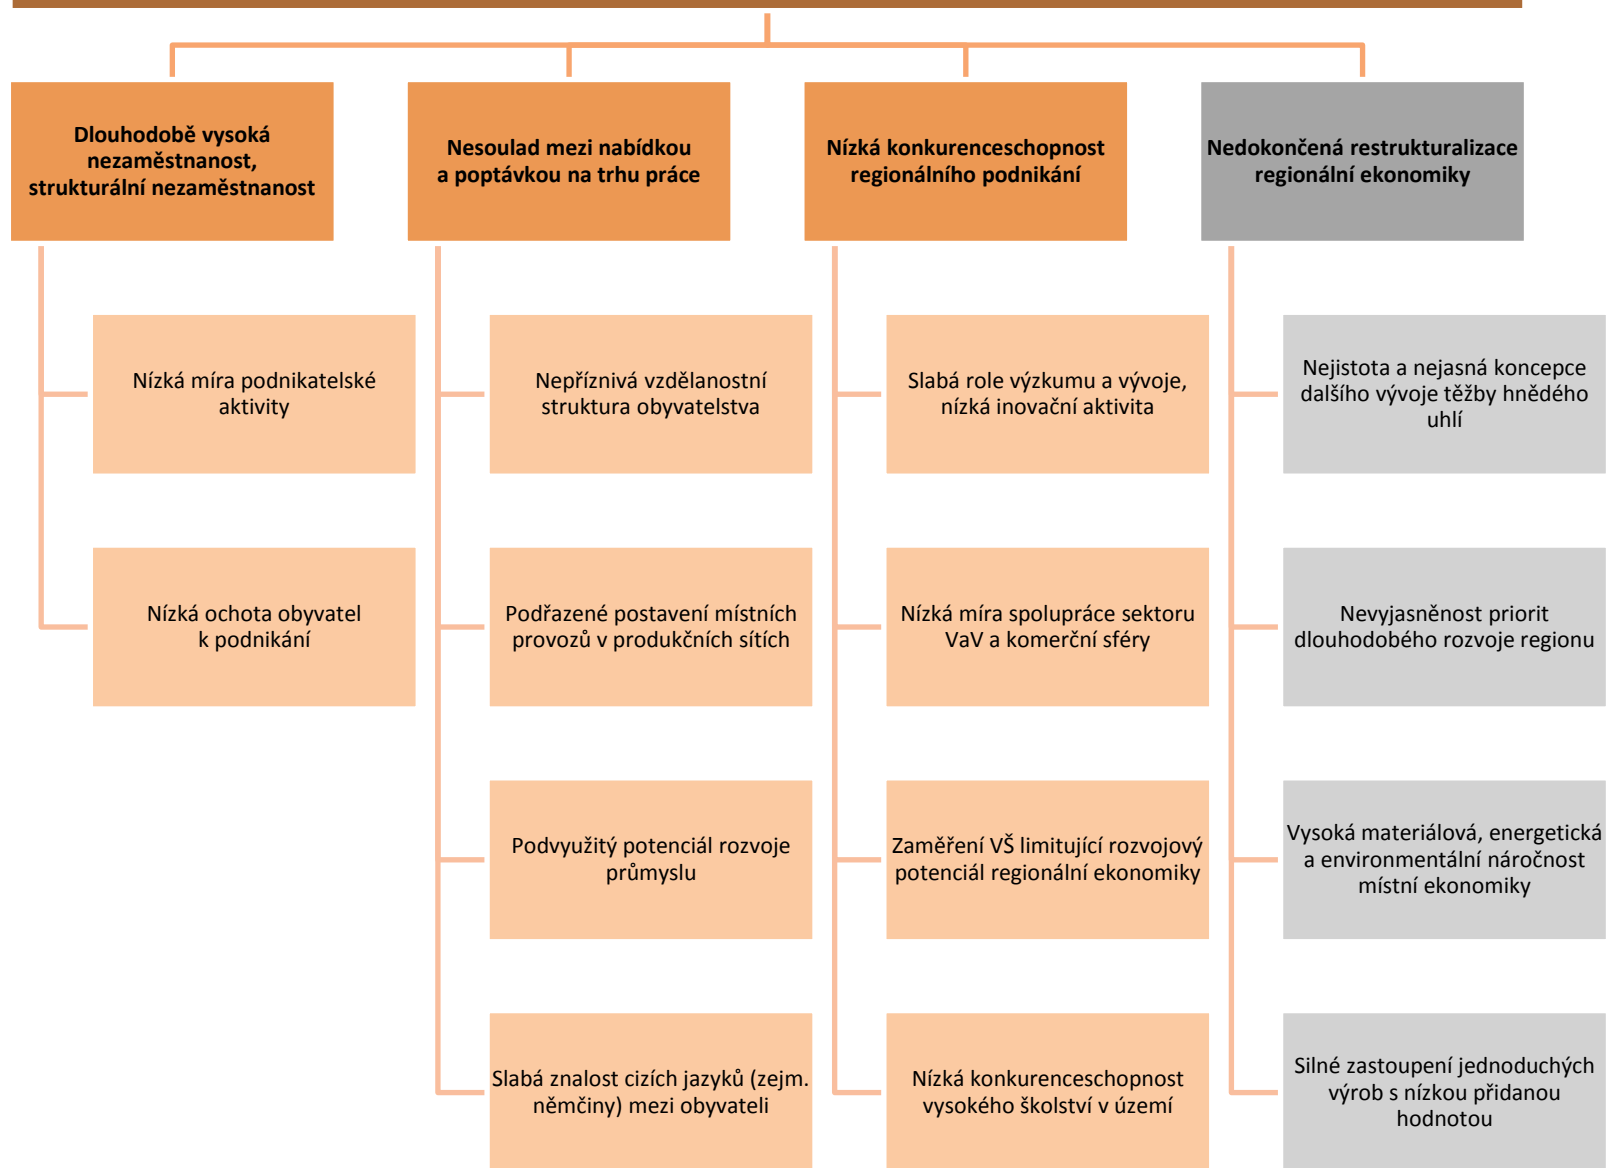 Dlouhodobě vysoká
nezaměstnanost,
strukturální nezaměstnanost
Nesoulad mezi nabídkou
a poptávkou na trhu práce
Nízká konkurenceschopnost
regionálního podnikání
Nedokončená restrukturalizace
regionální ekonomiky
Nízká míra podnikatelské
aktivity
Nepříznivá vzdělanostní
struktura obyvatelstva
Slabá role výzkumu a vývoje,
nízká inovační aktivita
Nejistota a nejasná koncepce
dalšího vývoje těžby hnědého
uhlí
Nízká ochota obyvatel
k podnikání
Podřazené postavení místních
provozů v produkčních sítích
Nízká míra spolupráce sektoru
VaV a komerční sféry
Nevyjasněnost priorit
dlouhodobého rozvoje regionu
Podvyužitý potenciál rozvoje
průmyslu
Zaměření VŠ limitující rozvojový
potenciál regionální ekonomiky
Vysoká materiálová, energetická
a environmentální náročnost
místní ekonomiky
Slabá znalost cizích jazyků (zejm.
němčiny) mezi obyvateli
Nízká konkurenceschopnost
vysokého školství v území
Silné zastoupení jednoduchých
výrob s nízkou přidanou
hodnotou